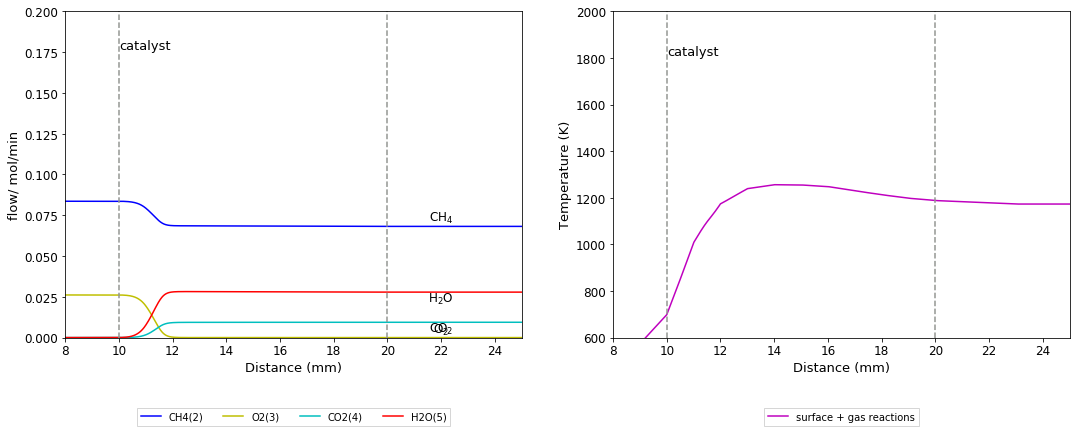 0.200
0.175
0.150
0.125
0.100
0.075
0.050
0.025
0.000
flow/ mol/min
catalyst
CH₄
H₂O
CO₂
O₂
8 10 12 14 16 18 20 22 24
Distance (mm)
CH4(2) O2(3) CO2(4) H2O(5)
2000
1800
1600
1400
1200
1000
800
600
Temperature (K)
catalyst
8 10 12 14 16 18 20 22 24
Distance (mm)
surface + gas reactions